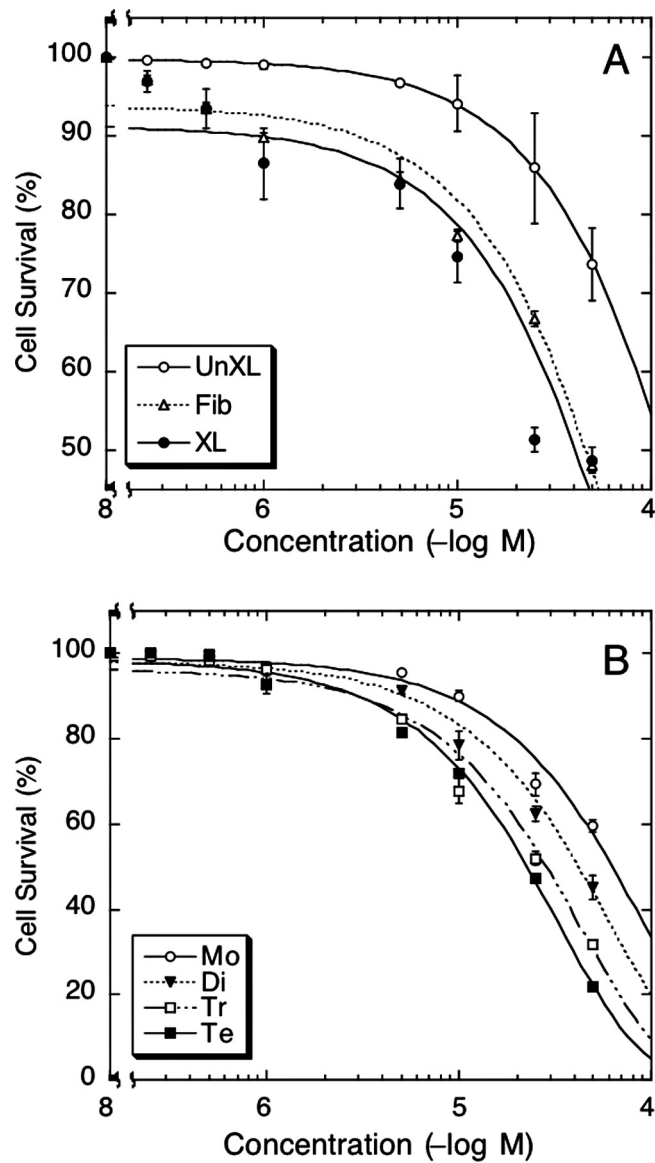 A
100
90
80
70
60
50
Cell Survival (%)
UnXL
Fib
XL
8 6 5 4
Concentration (–log M)
B
100
80
60
40
20
0
Cell Survival (%)
Mo
Di
Tr
Te
8 6 5 4
Concentration (–log M)